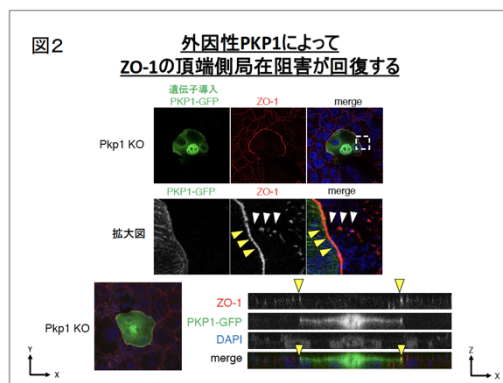 図2
外因性PKP1によって
ZO-1の頂端側局在阻害が回復する
遺伝子導入
PKP1-GFP
ZO-1
merge
Pkp1 KO
PKP1-GFP
ZO-1
merge
拡大図
Pkp1 KO
ZO-1
PKP1-GFP
DAPI
merge
Y
X
Z
X